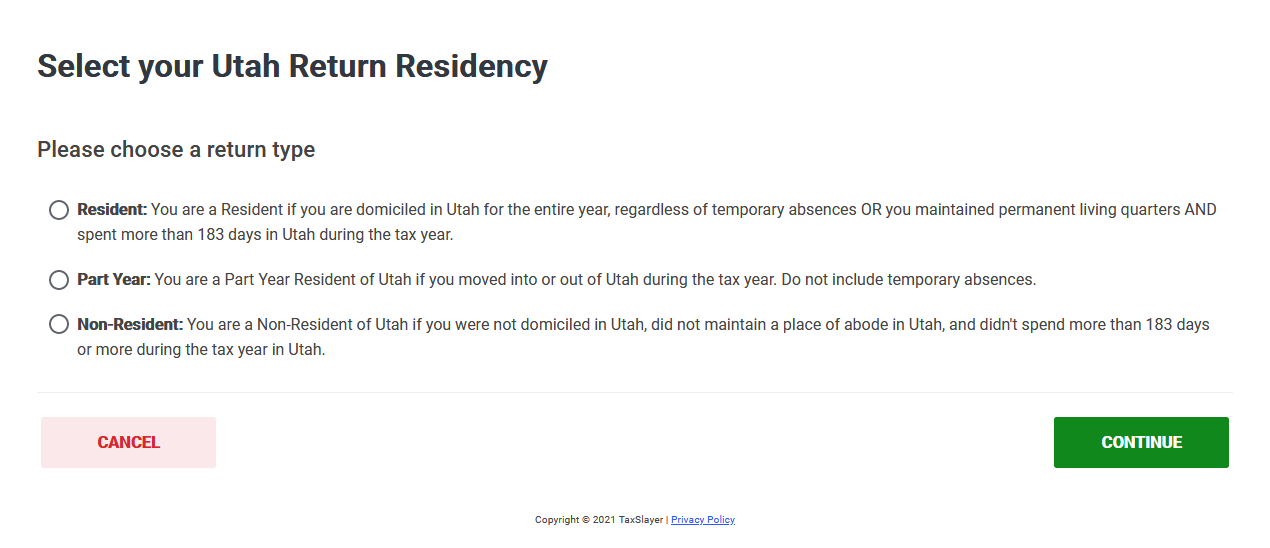 Select your Utah Return Residency
Please choose a return type
Resident: You are a Resident if you are domiciled in Utah for the entire year, regardless of temporary absences OR you maintained permanent living quarters AND
spent more than 183 days in Utah during the tax year.
Part Year: You are a Part Year Resident of Utah if you moved into or out of Utah during the tax year. Do not include temporary absences.
Non-Resident: You are a Non-Resident of Utah if you were not domiciled in Utah, did not maintain a place of abode in Utah, and didn't spend more than 183 days
or more during the tax year in Utah.
CANCEL
CONTINUE
Copyright © 2021 TaxSlayer | Privacy Policy